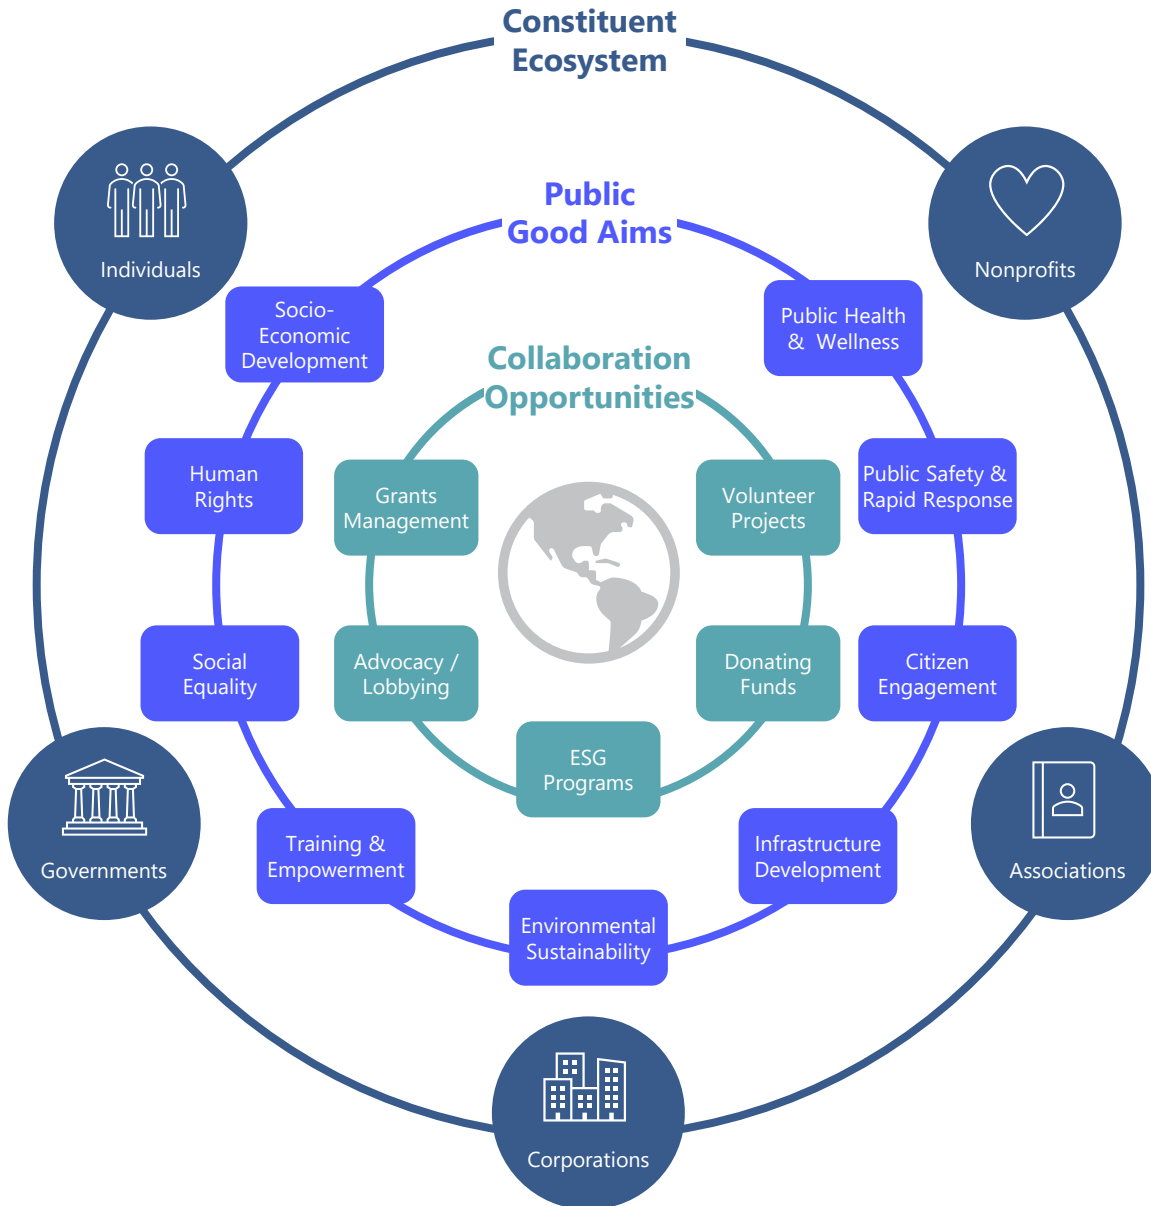 Constituent
Ecosystem
Individuals
Nonprofits
Public
Good Aims
Socio-
Economic
Development
Public Health
& Wellness
Collaboration
Opportunities
Human
Rights
Grants
Management
Volunteer
Projects
Public Safety &
Rapid Response
Social
Equality
Advocacy /
Lobbying
Donating
Funds
Citizen
Engagement
ESG
Programs
Governments
Associations
Training &
Empowerment
Infrastructure
Development
Environmental
Sustainability
Corporations